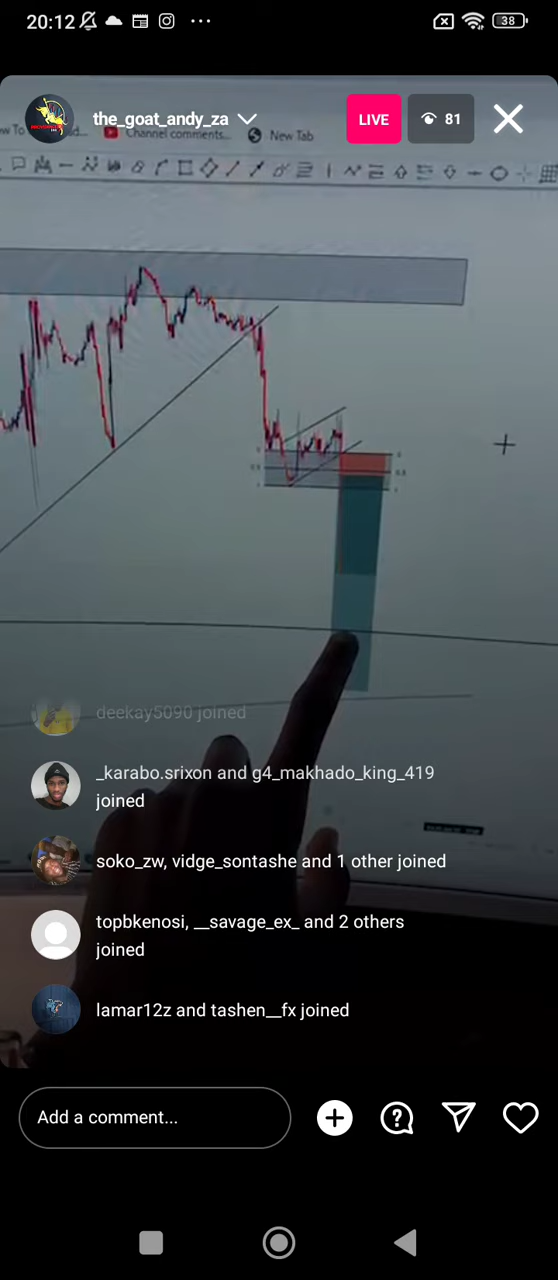 20:12
38
the_goat_andy_za
LIVE
81
Channel comments...
New Tab
deekay5090 joined
_karabo.srixon and g4_makhado_king_419
joined
soko_zw, vidge_sontashe and 1 other joined
topbkenosi, __savage_ex_ and 2 others
joined
lamar12z and tashen__fx joined
Add a comment...